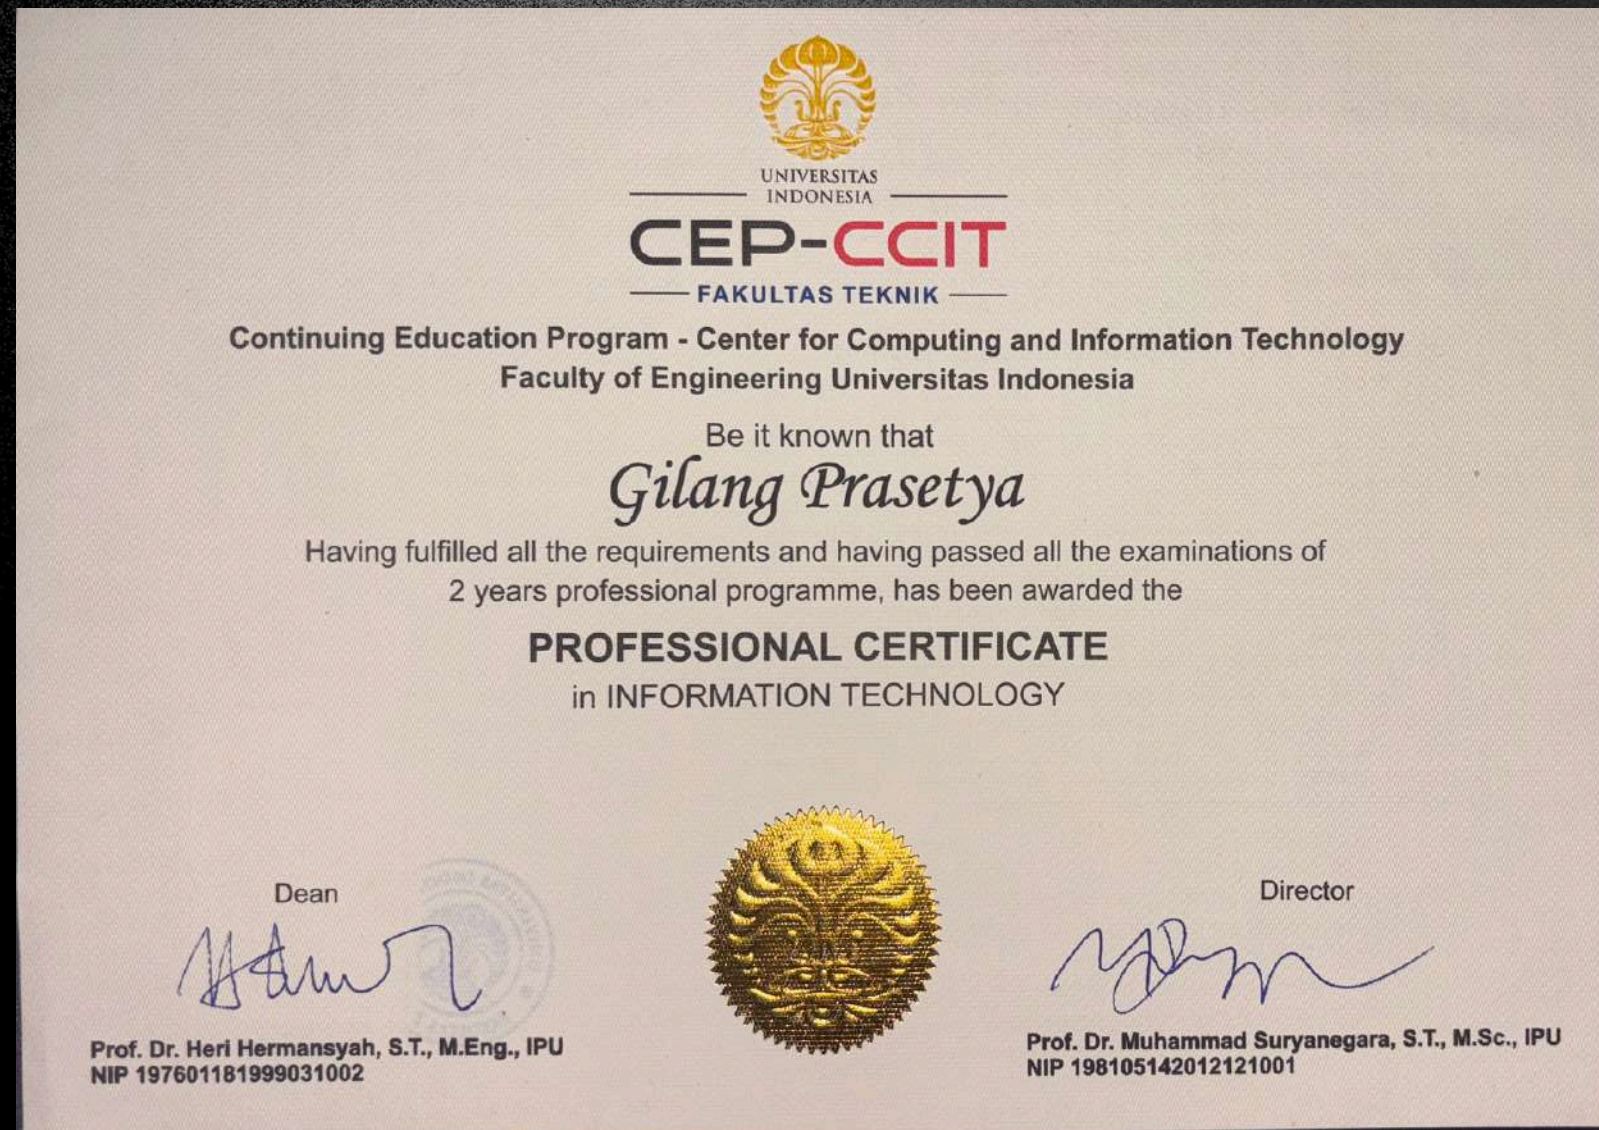 UNIVERSITAS
INDONESIA
CEP-CCIT
FAKULTAS TEKNIK
Continuing Education Program - Center for Computing and Information Technology
Faculty of Engineering Universitas Indonesia
Be it known that
Gilang Prasetya
Having fulfilled all the requirements and having passed all the examinations of
2 years professional programme, has been awarded the
PROFESSIONAL CERTIFICATE
in INFORMATION TECHNOLOGY
Dean
Director
Prof. Dr. Heri Hermansyah, S.T., M.Eng., IPU
NIP 197601181999031002
Prof. Dr. Muhammad Suryanegara, S.T., M.Sc., IPU
NIP 198105142012121001